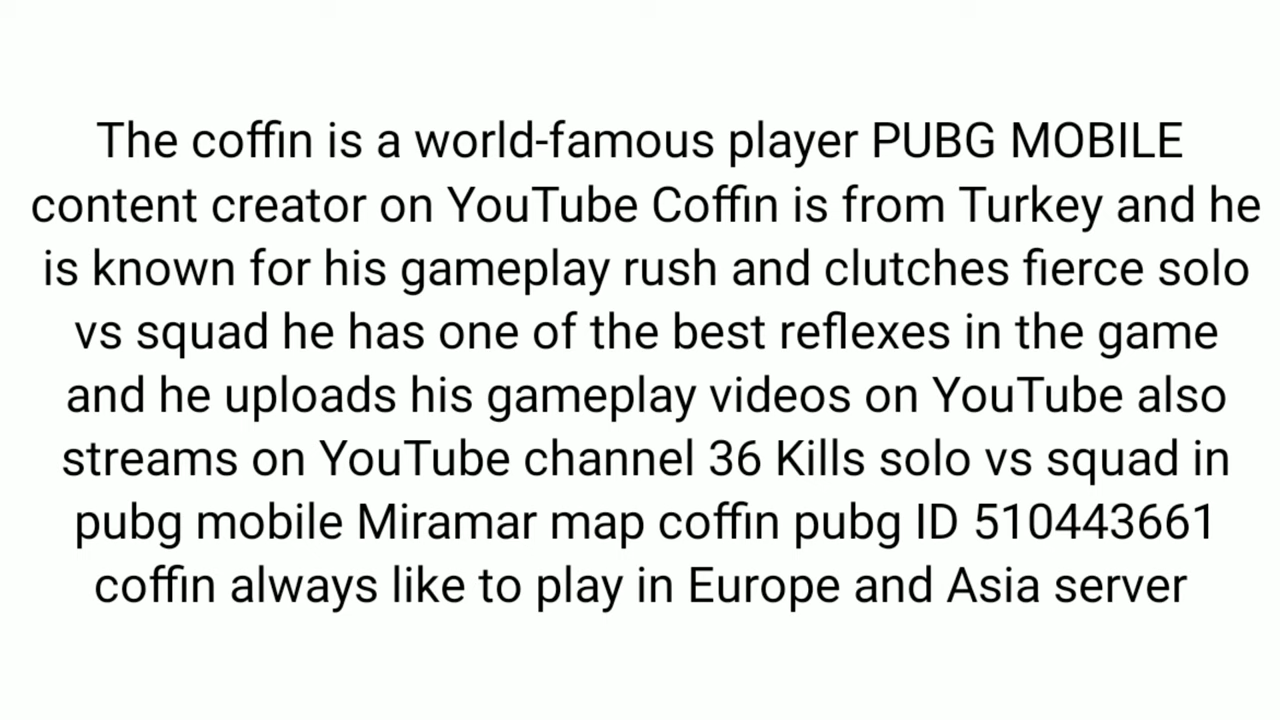 The coffin is a world-famous player PUBG MOBILE
content creator on YouTube Coffin is from Turkey and he
is known for his gameplay rush and clutches fierce solo
vs squad he has one of the best reflexes in the game
and he uploads his gameplay videos on YouTube also
streams on YouTube channel 36 Kills solo vs squad in
pubg mobile Miramar map coffin pubg ID 510443661
coffin always like to play in Europe and Asia server